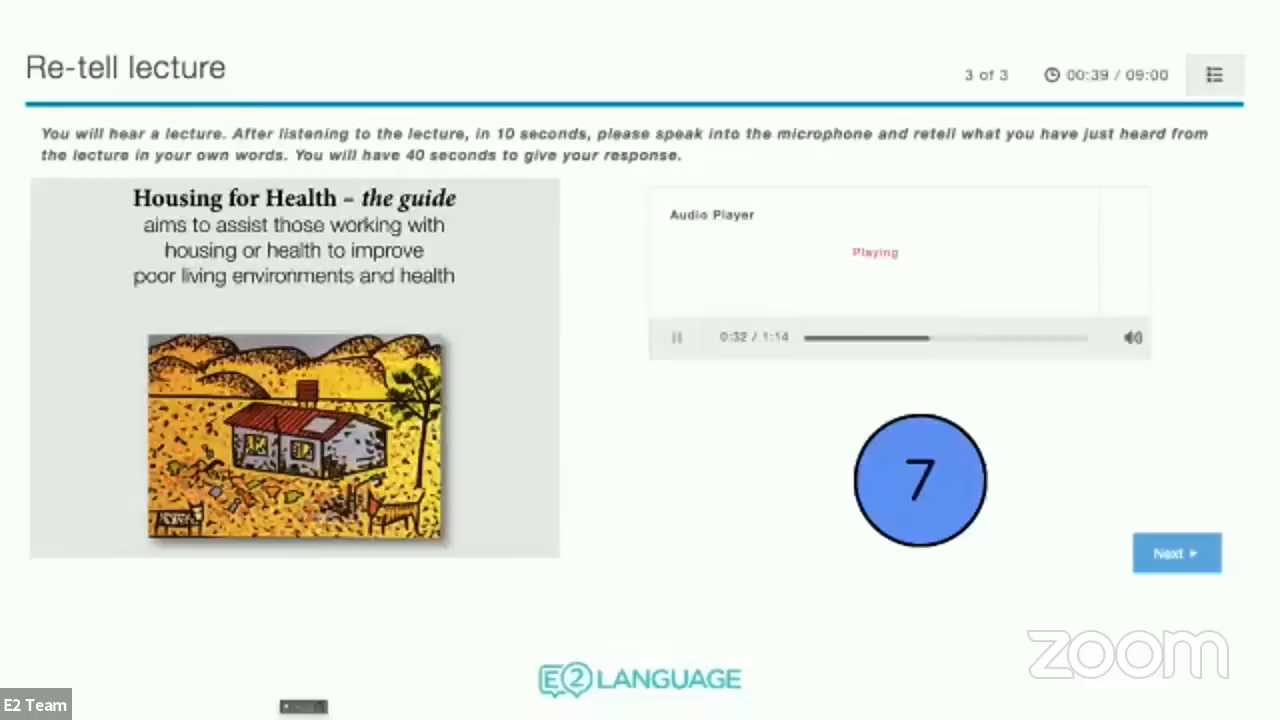 Re-tell lecture
3 of 3
00:39 / 09:00
You will hear a lecture. After listening to the lecture, in 10 seconds, please speak into the microphone and retell what you have just heard from
the lecture in your own words. You will have 40 seconds to give your response.
Housing for Health – the guide
aims to assist those working with
housing or health to improve
poor living environments and health
Audio Player
Playing
0:32 / 1:14
7
Next
zoom
E2 LANGUAGE
E2 Team